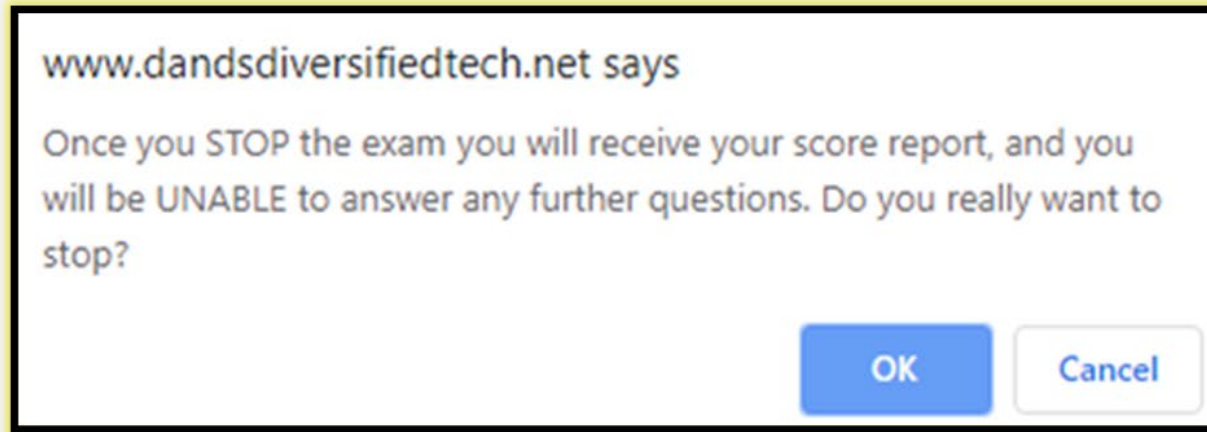 www.dandsdiversifiedtech.net says
Once you STOP the exam you will receive your score report, and you
will be UNABLE to answer any further questions. Do you really want to
stop?
OK
Cancel